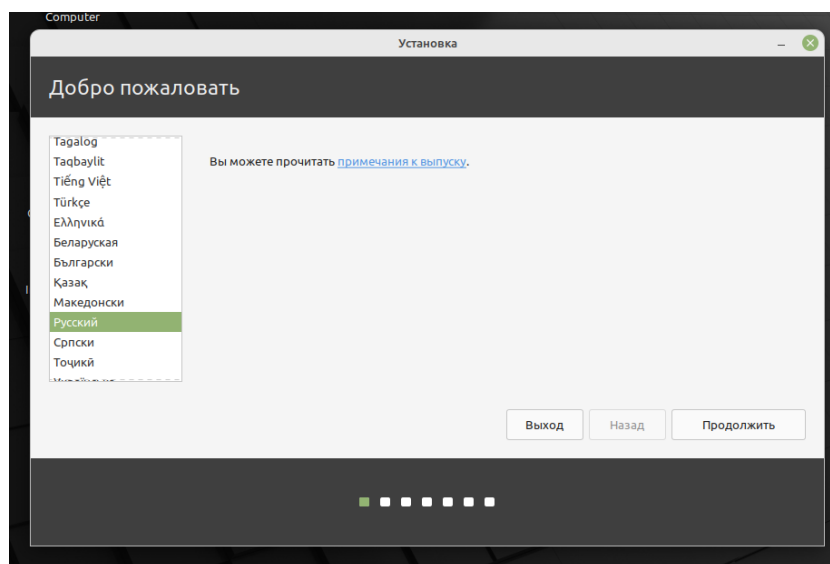 Computer
Установка
Добро пожаловать
Tagalog
Taqbaylit
Tiếng Việt
Türkçe
Ελληνικά
Беларуская
Български
Қазақ
Македонски
Русский
Српски
Тоҷикӣ
Вы можете прочитать примечания к выпуску.
Выход
Назад
Продолжить